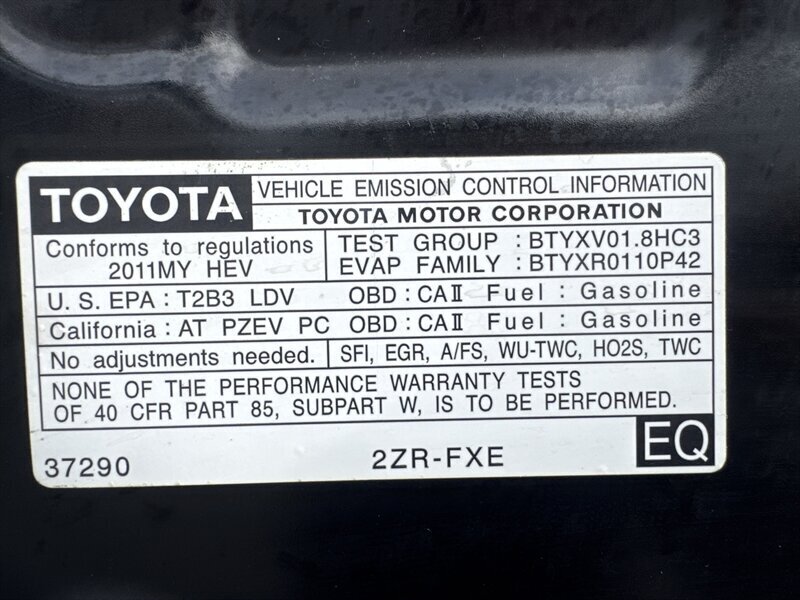 TOYOTA VEHICLE EMISSION CONTROL INFORMATION
TOYOTA MOTOR CORPORATION
Conforms to regulations
2011MY HEV
TEST GROUP : BTYXV01.8HC3
EVAP FAMILY : BTYXR0110P42
U. S. EPA : T2B3 LDV OBD : CAⅡ Fuel : Gasoline
California : AT PZEV PC OBD : CAⅡ Fuel : Gasoline
No adjustments needed. SFI, EGR, A/FS, WU-TWC, HO2S, TWC
NONE OF THE PERFORMANCE WARRANTY TESTS
OF 40 CFR PART 85, SUBPART W, IS TO BE PERFORMED.
37290 2ZR-FXE EQ